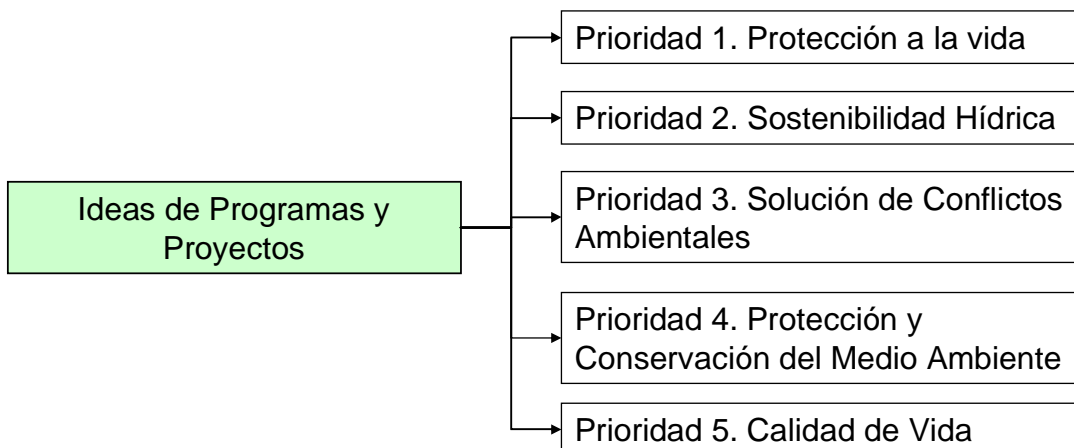 Prioridad 1. Protección a la vida
Prioridad 2. Sostenibilidad Hídrica
Ideas de Programas y
Proyectos
Prioridad 3. Solución de Conflictos
Ambientales
Prioridad 4. Protección y
Conservación del Medio Ambiente
Prioridad 5. Calidad de Vida